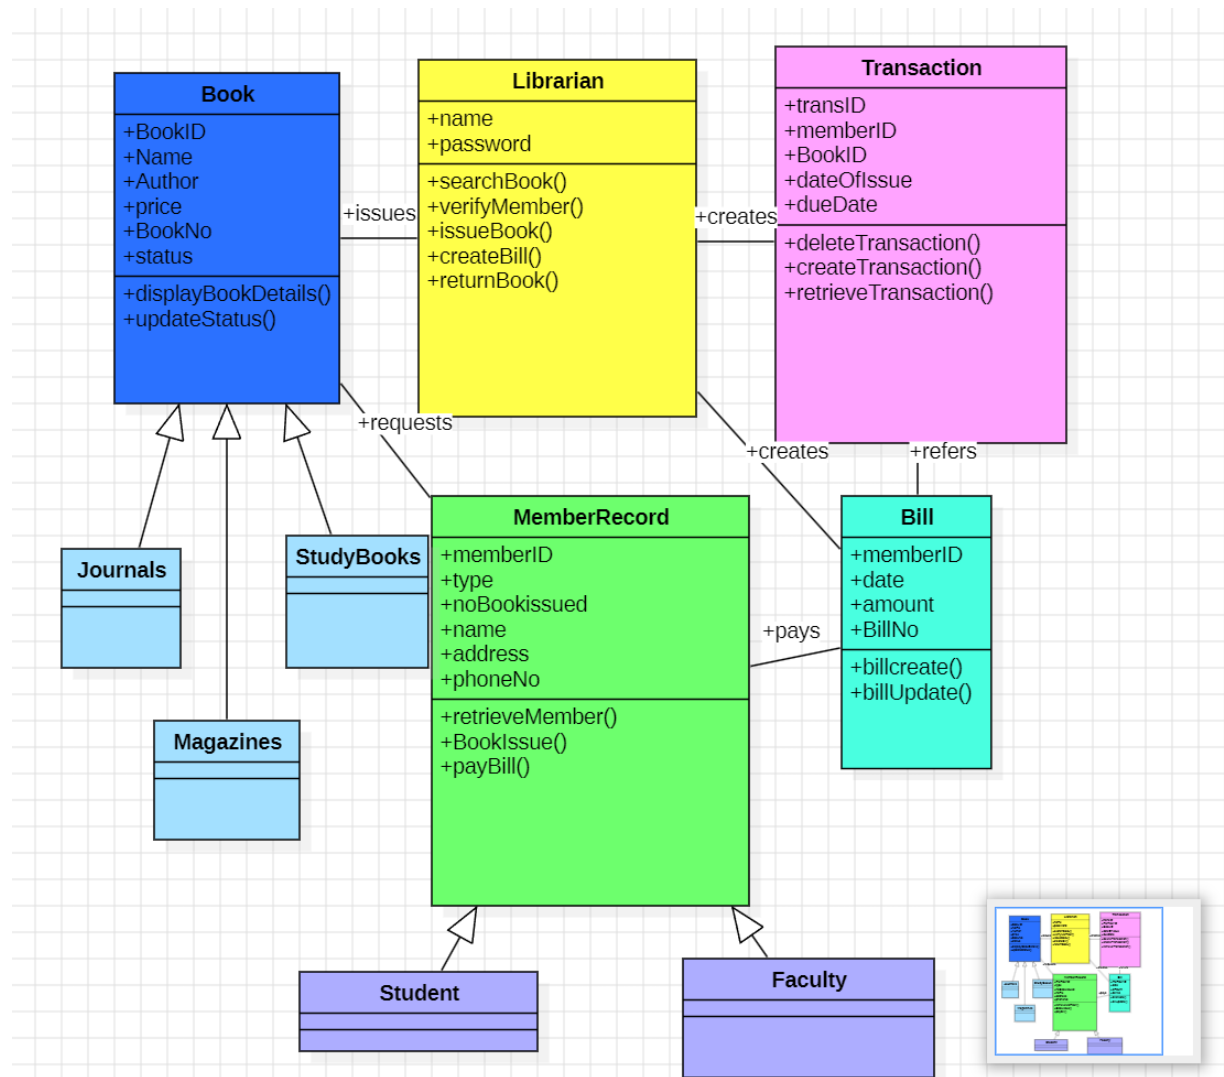 Book
+BookID
+Name
+Author
+price
+BookNo
+status
+displayBookDetails()
+updateStatus()
+issues
Librarian
+name
+password
+searchBook()
+verifyMember()
+issueBook()
+createBill()
+returnBook()
+creates
Transaction
+transID
+memberID
+BookID
+dateOfIssue
+dueDate
+deleteTransaction()
+createTransaction()
+retrieveTransaction()
+requests
+creates
+refers
Journals
StudyBooks
Magazines
MemberRecord
+memberID
+type
+noBookissued
+name
+address
+phoneNo
+retrieveMember()
+BookIssue()
+payBill()
+pays
Bill
+memberID
+date
+amount
+BillNo
+billcreate()
+billUpdate()
Student
Faculty